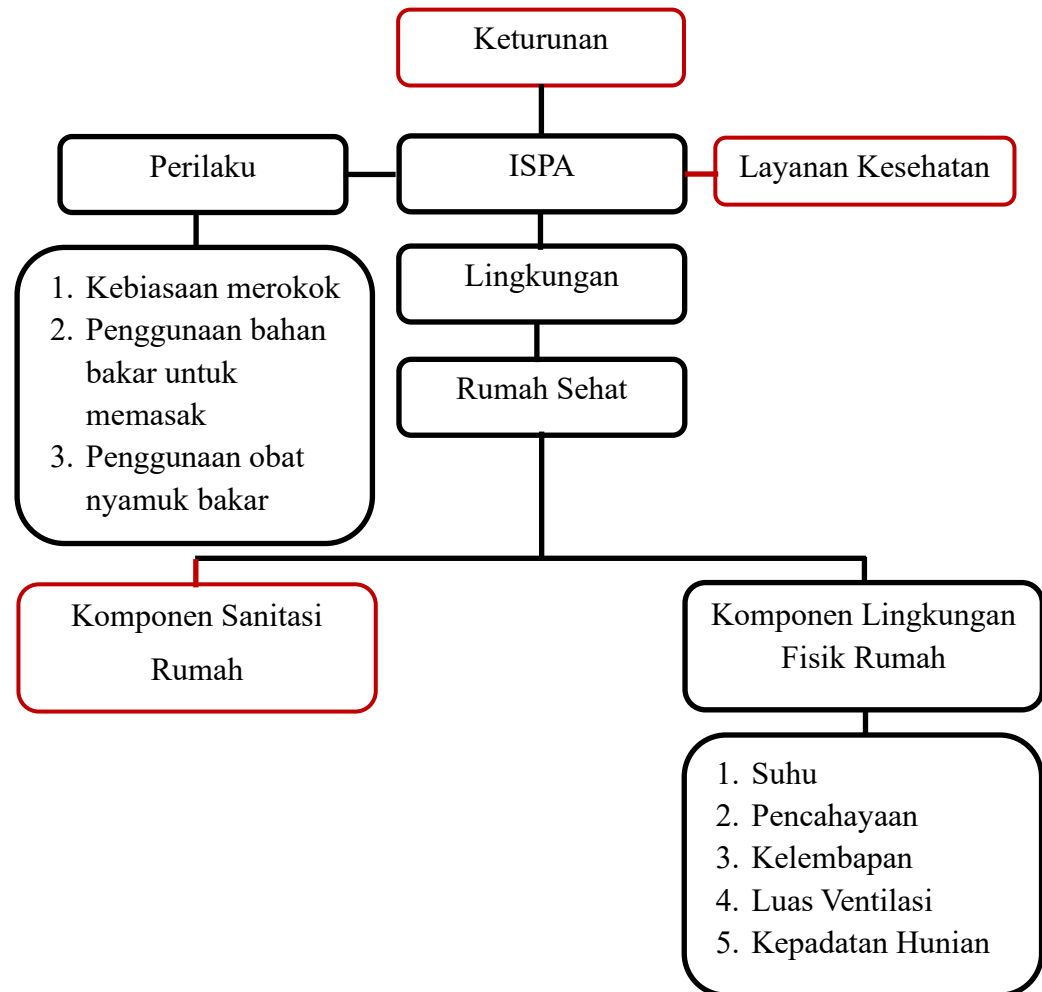 Keturunan
Perilaku
ISPA
Layanan Kesehatan
1. Kebiasaan merokok
2. Penggunaan bahan
bakar untuk
memasak
3. Penggunaan obat
nyamuk bakar
Lingkungan
Rumah Sehat
Komponen Sanitasi
Rumah
Komponen Lingkungan
Fisik Rumah
1. Suhu
2. Pencahayaan
3. Kelembapan
4. Luas Ventilasi
5. Kepadatan Hunian